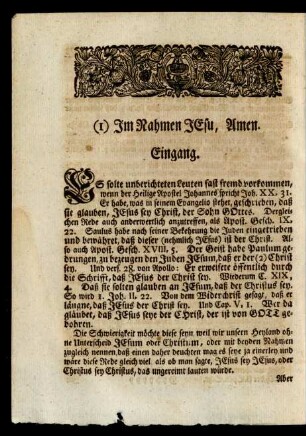 (1) Im Nahmen JEsu, Amen.
Eingang.
ES solte unberichteten Leuten fast fremd vorkommen,
wenn der Heilige Apostel Johannes spricht Joh. XX. 31.
Er habe, was in seinem Evangelio stehet, geschrieben, daß
sie glauben, JEsus sey Christ, der Sohn GOttes. Dergleichen
Rede auch anderwertlich anzutreffen, als Apost. Gesch. IX.
22. Saulus habe nach seiner Bekehrung die Juden eingetrieben
und bewähret, daß dieser (nehmlich JEsus) ist der Christ. Al-
so auch Apost. Gesch. XVIII, 5. Der Geist habe Paulum ge-
drungen, zu bezeugen den Juden JEsum, daß er der (2) Christ
sey. Und vers. 28. von Apollo: Er erweisete öffentlich durch
die Schrifft, daß JEsus der Christ sey. Wiederum C. XIX,
4. Daß sie solten glauben an JEsum, daß der Christus sey.
So wird 1. Joh. II. 22. Von dem Widerchrist gesagt, daß er
läugne, daß JEsus der Christ sey. Und Cap. V. 1. Wer da
gläubet, daß JEsus seye der Christ, der ist von GOTT ge-
bohren.
Die Schwierigkeit möchte diese seyn weil wir unsern Heyland oh-
ne Unterscheid JESUM oder Christum, oder mit beyden Nahmen
zugleich nennen, daß einen daher deuchten mag es seye ja einerley und
wäre diese Rede gleich viel, als ob man sagte, JEsus sey JEsus, oder
Christus sey Christus, das ungereimt lauten würde.
Aber